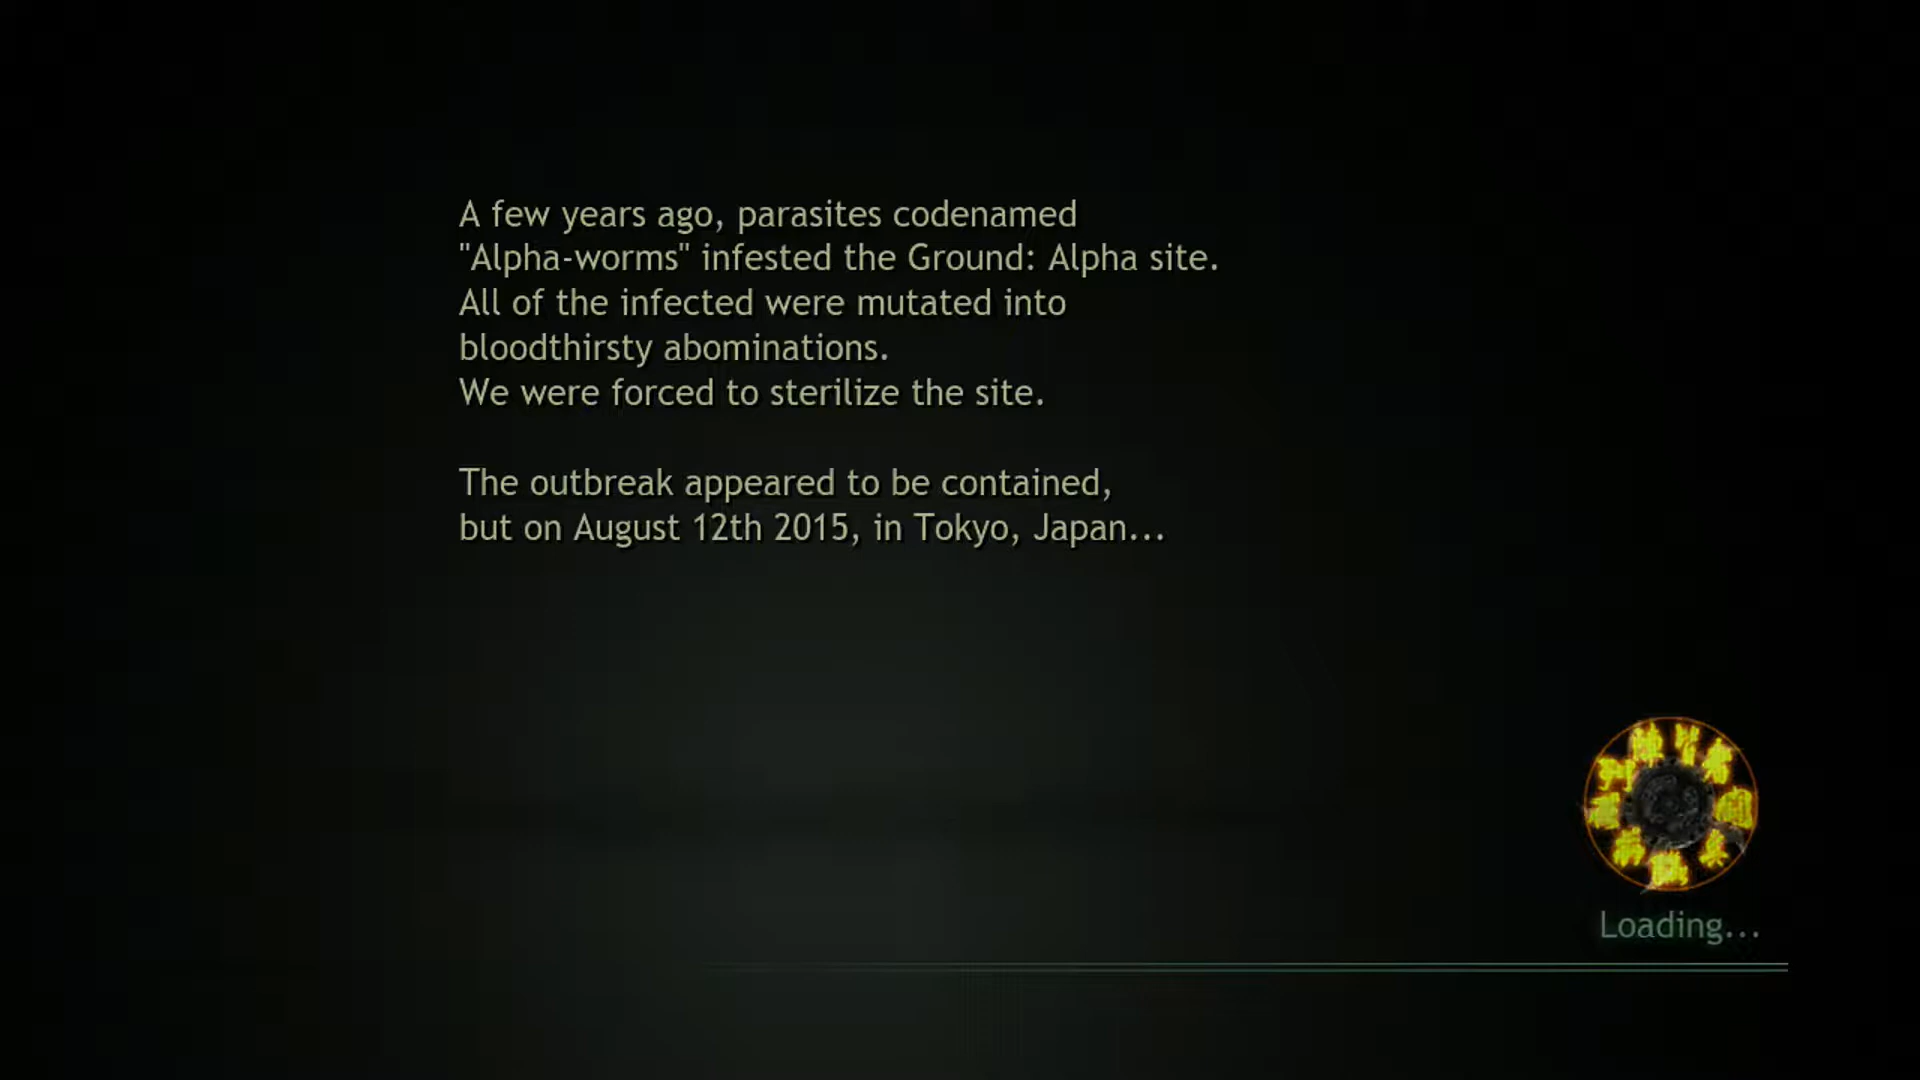 A few years ago, parasites codenamed
"Alpha-worms" infested the Ground: Alpha site.
All of the infected were mutated into
bloodthirsty abominations.
We were forced to sterilize the site.
The outbreak appeared to be contained,
but on August 12th 2015, in Tokyo, Japan...
Loading...